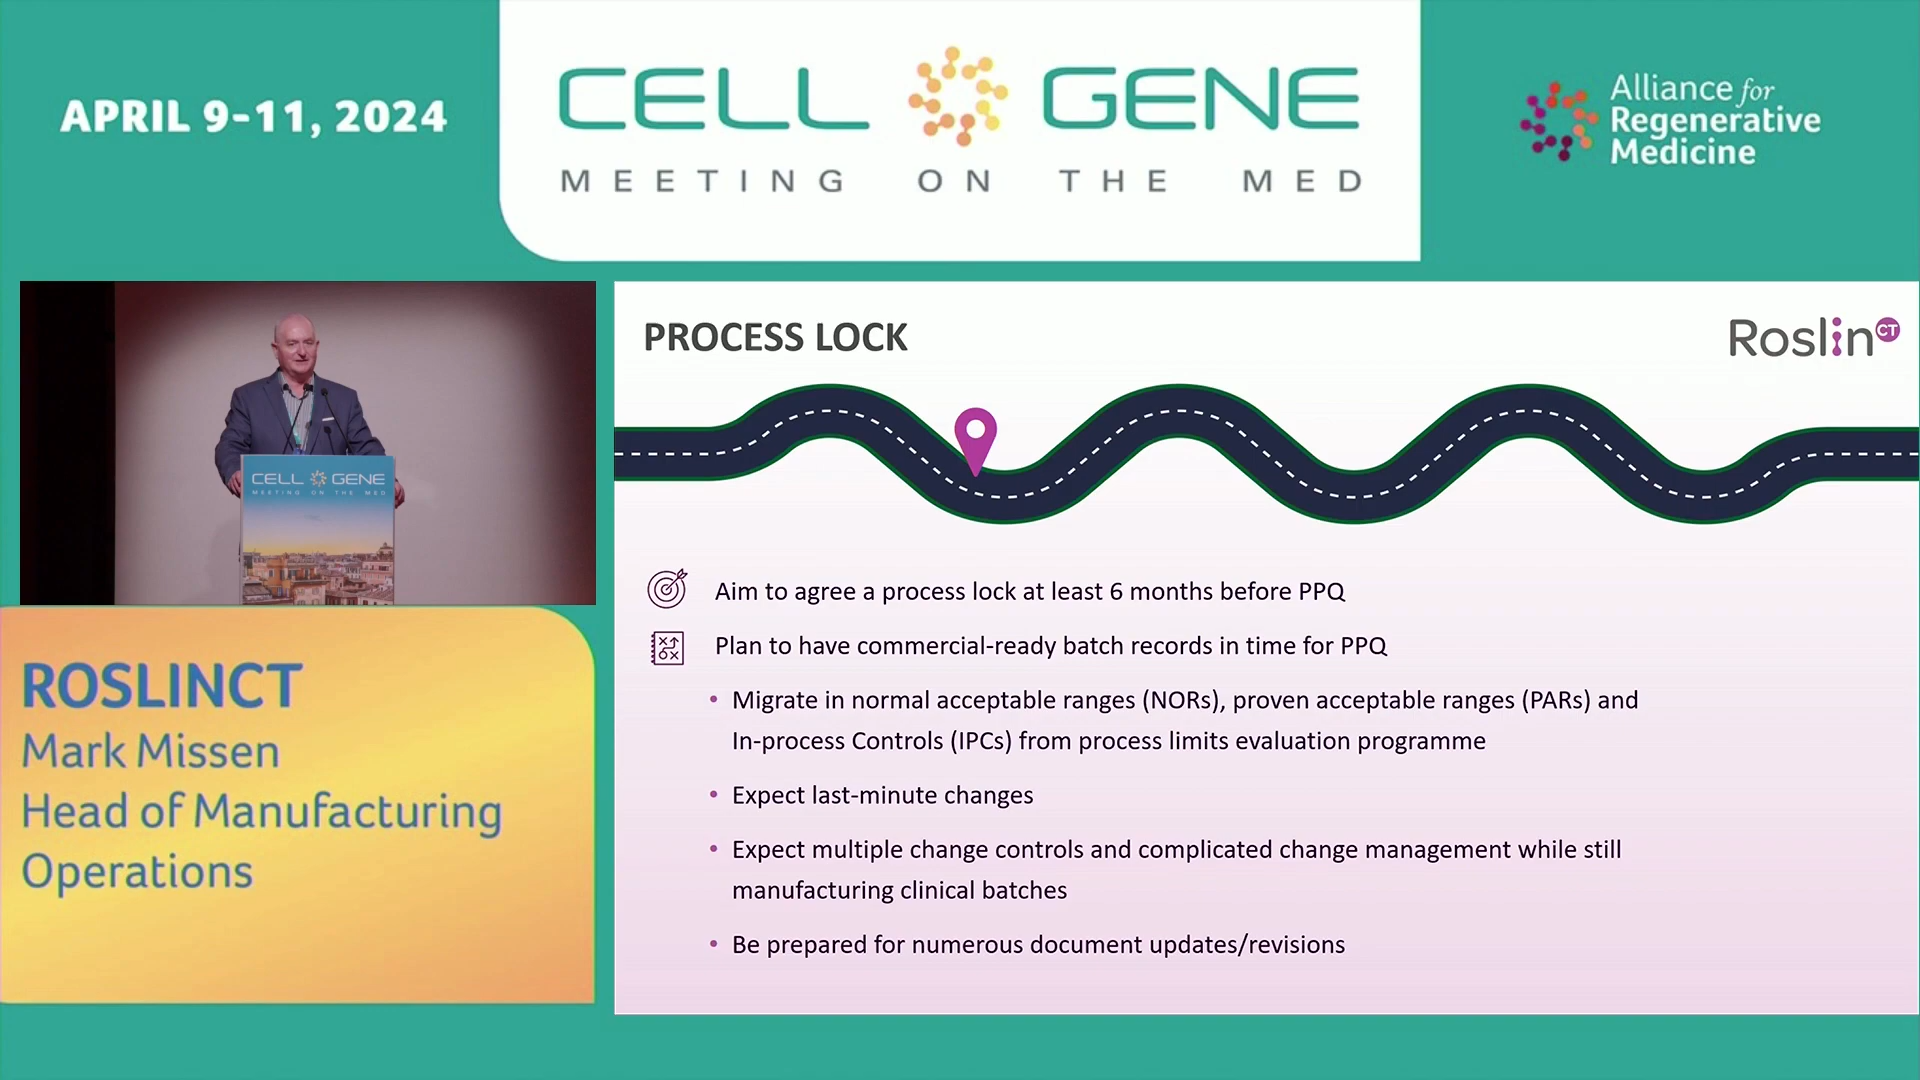 APRIL 9-11, 2024
CELL GENE
MEETING ON THE MED
Alliance for
Regenerative
Medicine
CELL GENE
MEETING ON THE MED
ROSLINCT
Mark Missen
Head of Manufacturing
Operations
PROCESS LOCK
Roslin CT
Aim to agree a process lock at least 6 months before PPQ
Plan to have commercial-ready batch records in time for PPQ
• Migrate in normal acceptable ranges (NORs), proven acceptable ranges (PARs) and
In-process Controls (IPCs) from process limits evaluation programme
• Expect last-minute changes
• Expect multiple change controls and complicated change management while still
manufacturing clinical batches
• Be prepared for numerous document updates/revisions